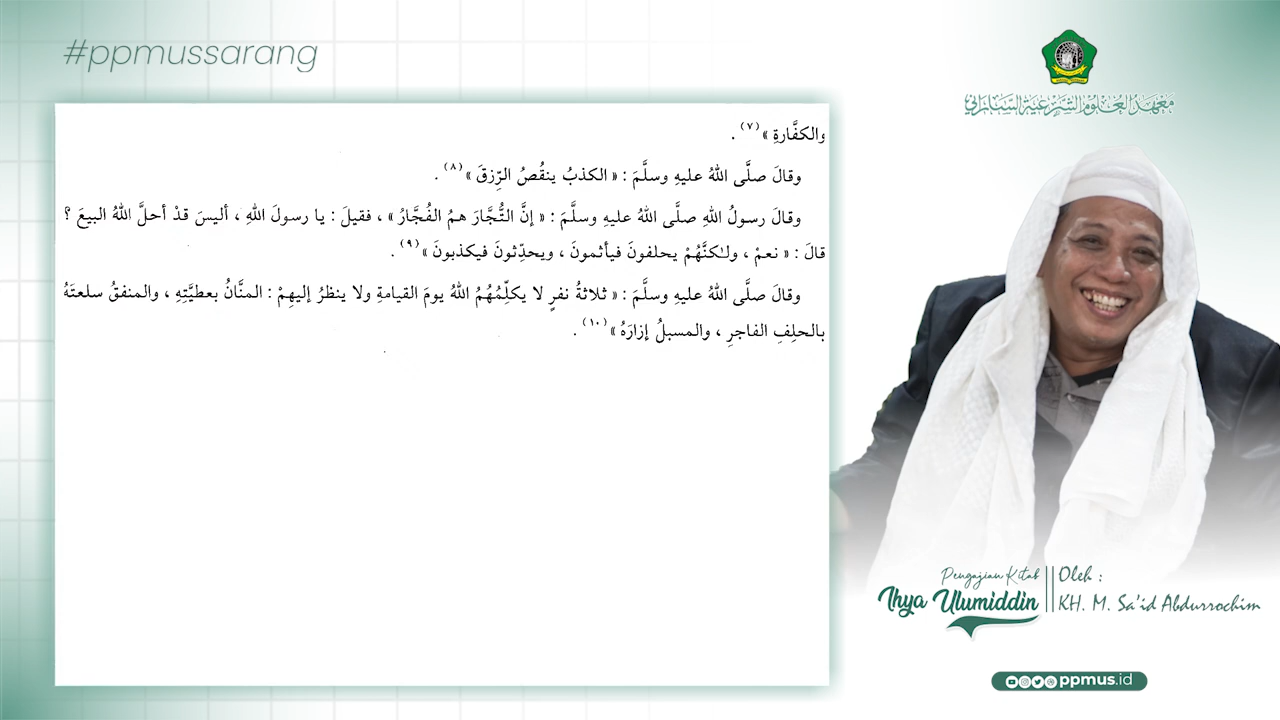 #ppmussarang
معهد العلوم الشرعية الساراني
والكفَّارةِ »(٧) .
وقالَ صلَّى اللهُ عليهِ وسلَّمَ : « الكذبُ ينقُصُ الرِّزقَ »(٨) .
وقالَ رسولُ اللهِ صلَّى اللهُ عليهِ وسلَّمَ : « إنَّ التُّجَّارَ همُ الفُجَّارُ » ، فقيلَ : يا رسولَ اللهِ ، أليسَ قدْ أحلَّ اللهُ البيعَ ؟
قالَ : « نعمْ ، ولـٰكنَّهُمْ يحلفونَ فيأثمونَ ، ويحدِّثونَ فيكذبونَ »(٩) .
وقالَ صلَّى اللهُ عليهِ وسلَّمَ : « ثلاثةُ نفرٍ لا يكلِّمُهُمُ اللهُ يومَ القيامةِ ولا ينظرُ إليهِمْ : المنَّانُ بعطيَّتِهِ ، والمنفقُ سلعتَهُ
بالحلِفِ الفاجرِ ، والمسبلُ إزارَهُ »(١٠) .
Pengajian Kitab
Ihya Ulumiddin
Oleh :
KH. M. Sa'id Abdurrochim
ppmus.id